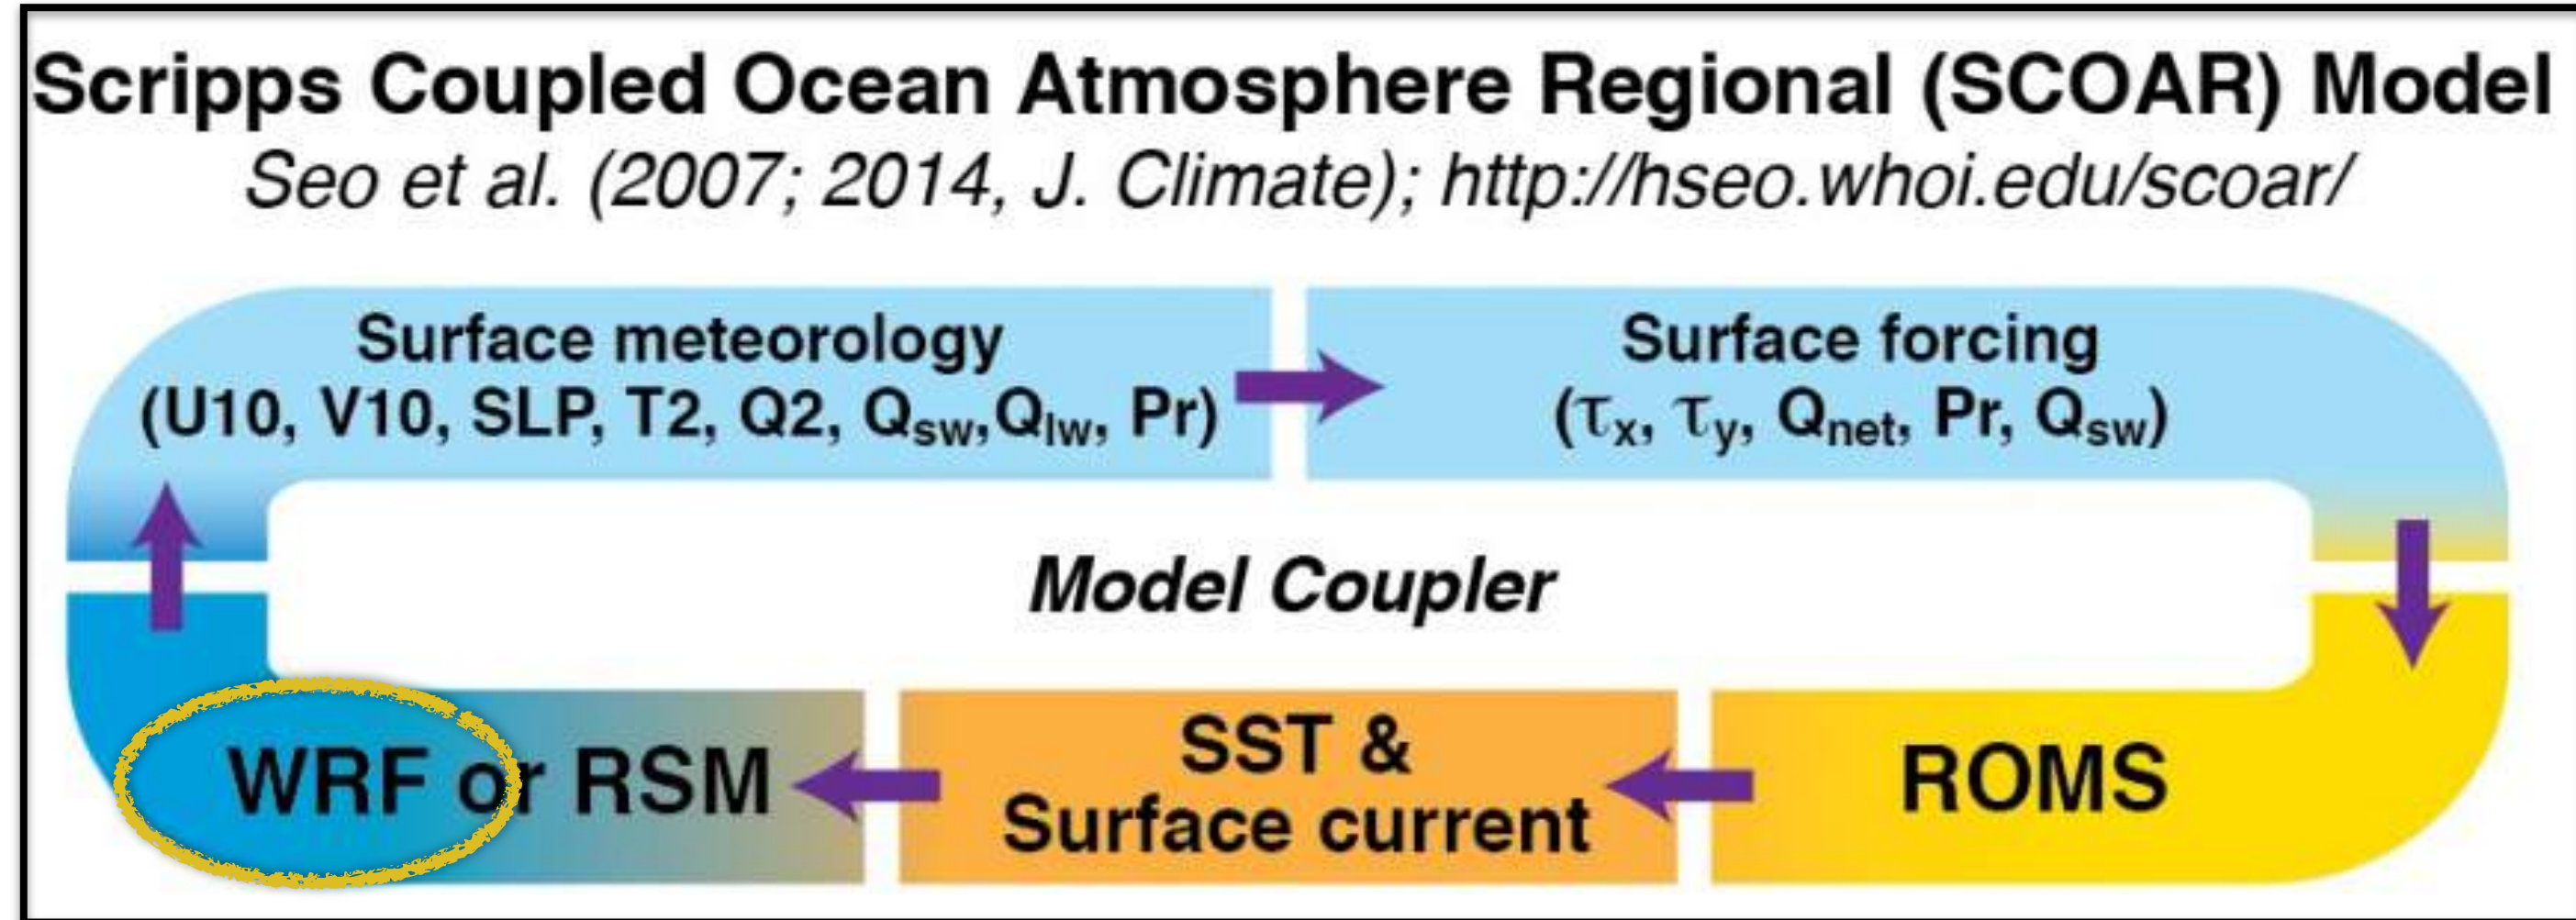 Scripps Coupled Ocean Atmosphere Regional (SCOAR) Model
Seo et al. (2007; 2014, J. Climate); http://hseo.whoi.edu/scoar/
Surface meteorology
(U10, V10, SLP, T2, Q2, Qsw,Qlw, Pr)
Surface forcing
(τx, τy, Qnet, Pr, Qsw)
Model Coupler
WRF or RSM
SST &
Surface current
ROMS